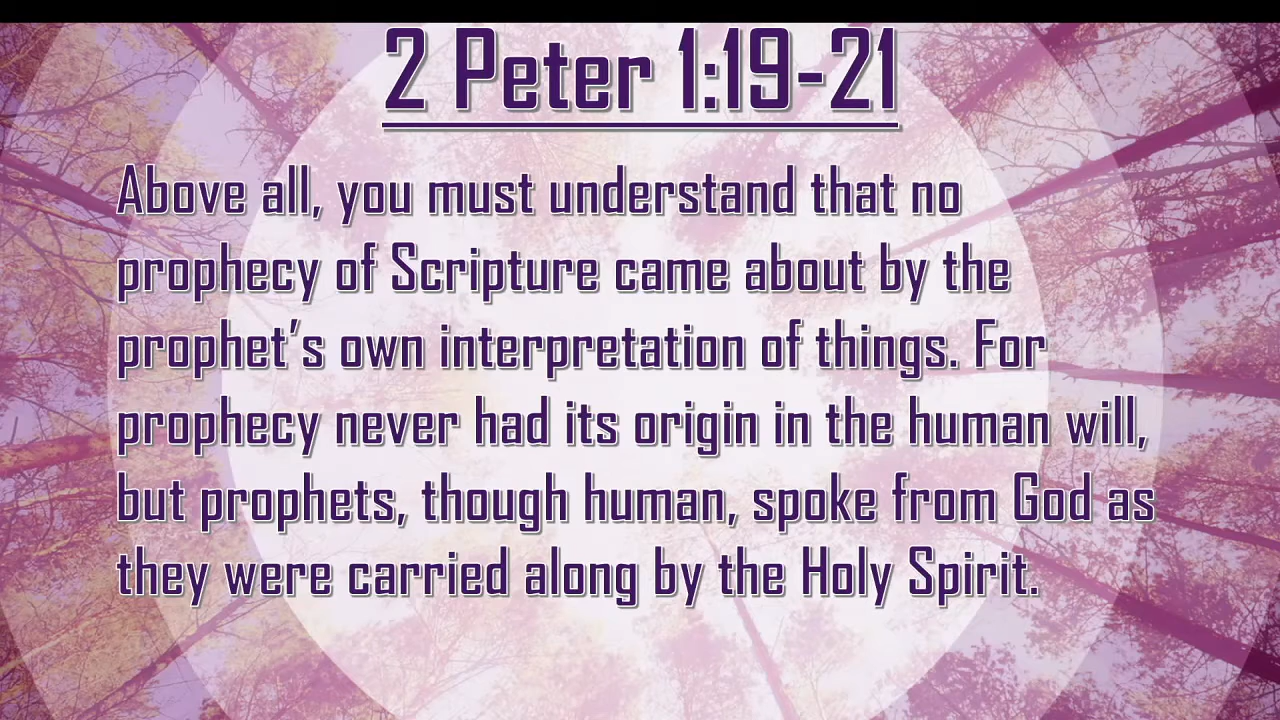 2 Peter 1:19-21
Above all, you must understand that no
prophecy of Scripture came about by the
prophet’s own interpretation of things. For
prophecy never had its origin in the human will,
but prophets, though human, spoke from God as
they were carried along by the Holy Spirit.